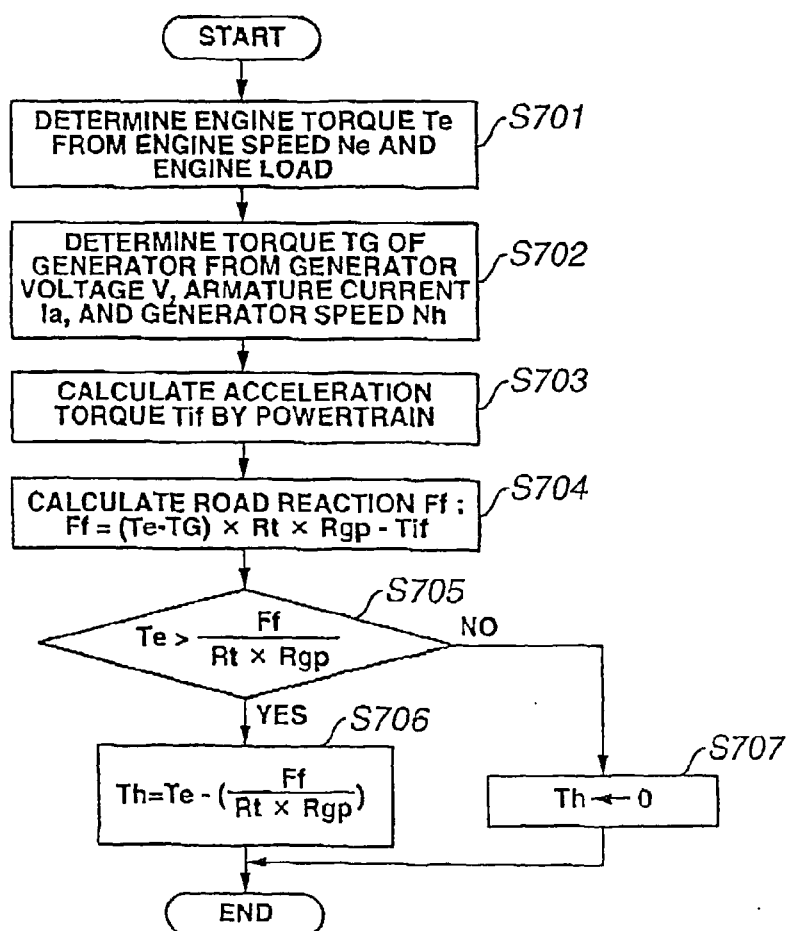 START
DETERMINE ENGINE TORQUE Te
FROM ENGINE SPEED Ne AND
ENGINE LOAD
S701
DETERMINE TORQUE TG OF
GENERATOR FROM GENERATOR
VOLTAGE V, ARMATURE CURRENT
Ia, AND GENERATOR SPEED Nh
S702
CALCULATE ACCELERATION
TORQUE Tif BY POWERTRAIN
S703
CALCULATE ROAD REACTION Ff :
Ff = (Te-TG) × Rt × Rgp - Tif
S704
S705
Te > Ff / Rt × Rgp
NO
YES
S706
Th=Te - (Ff / Rt × Rgp)
S707
Th ← 0
END